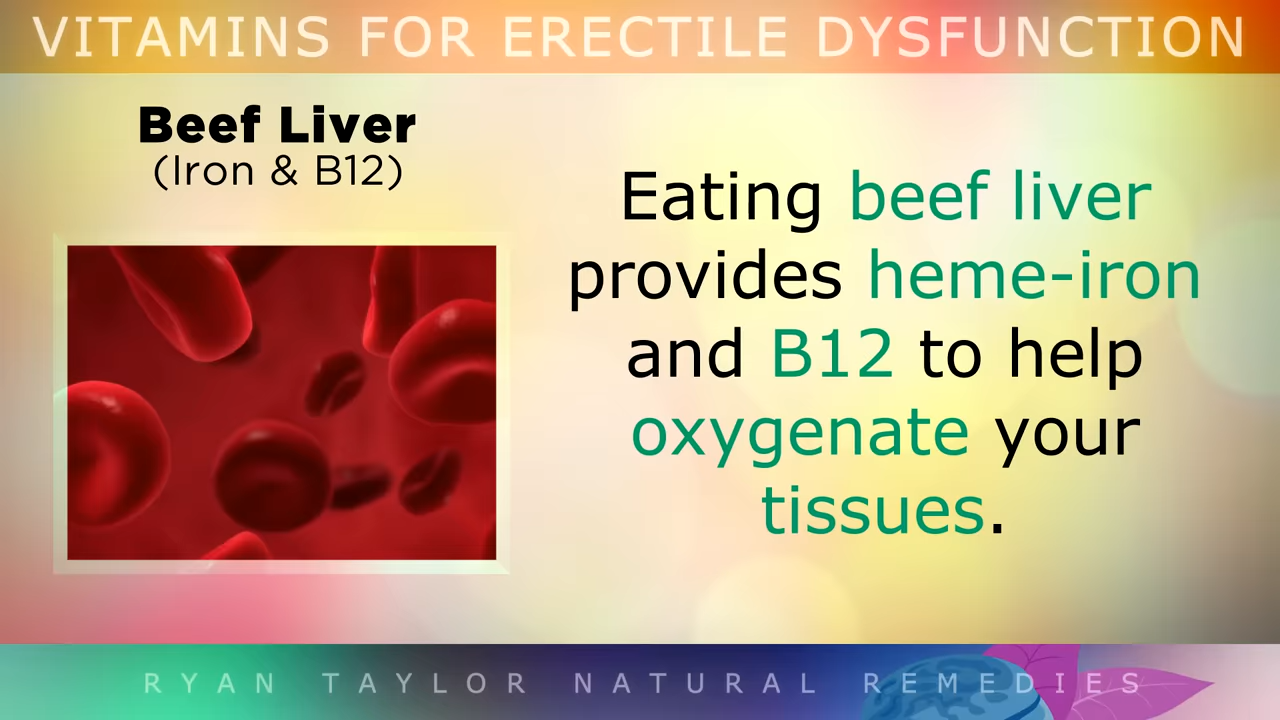 VITAMINS FOR ERECTILE DYSFUNCTION
Beef Liver
(Iron & B12)
Eating beef liver
provides heme-iron
and B12 to help
oxygenate your
tissues.
RYAN TAYLOR NATURAL REMEDIES